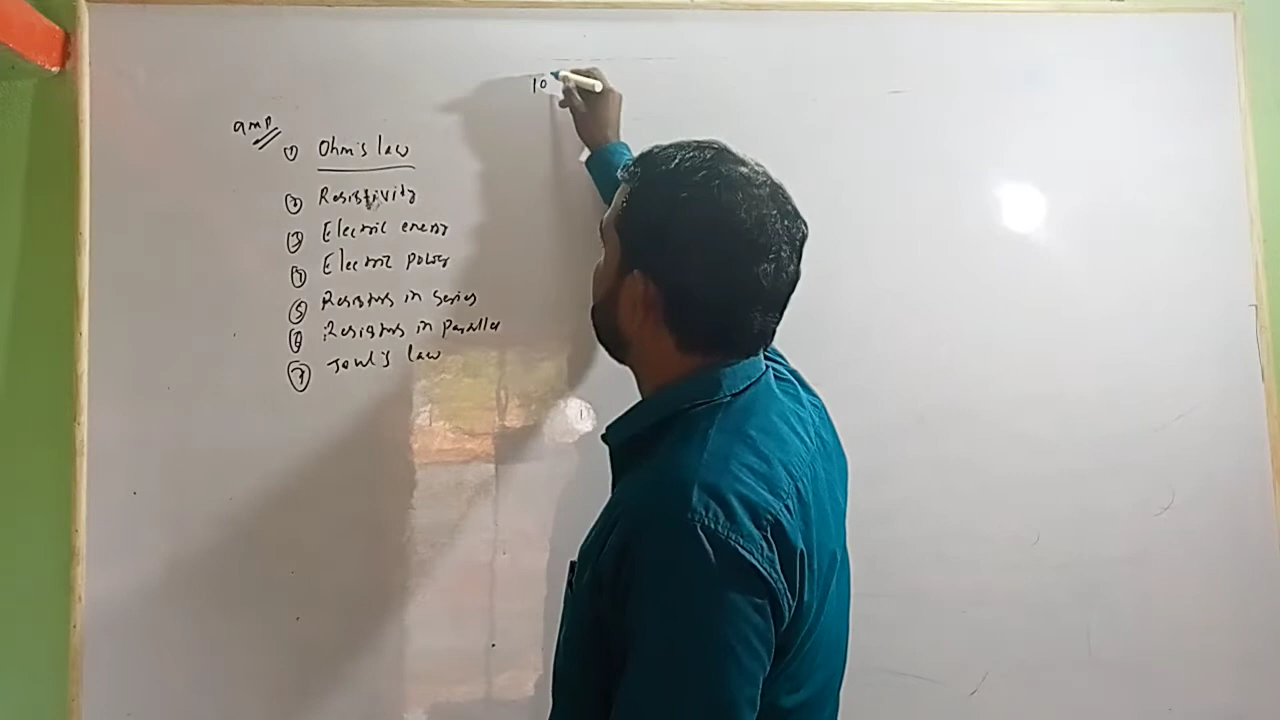 10
amp
① Ohm's law
② Resistivity
③ Electric energy
④ Electric power
⑤ Resistors in series
⑥ Resistors in parallel
⑦ Joul's law